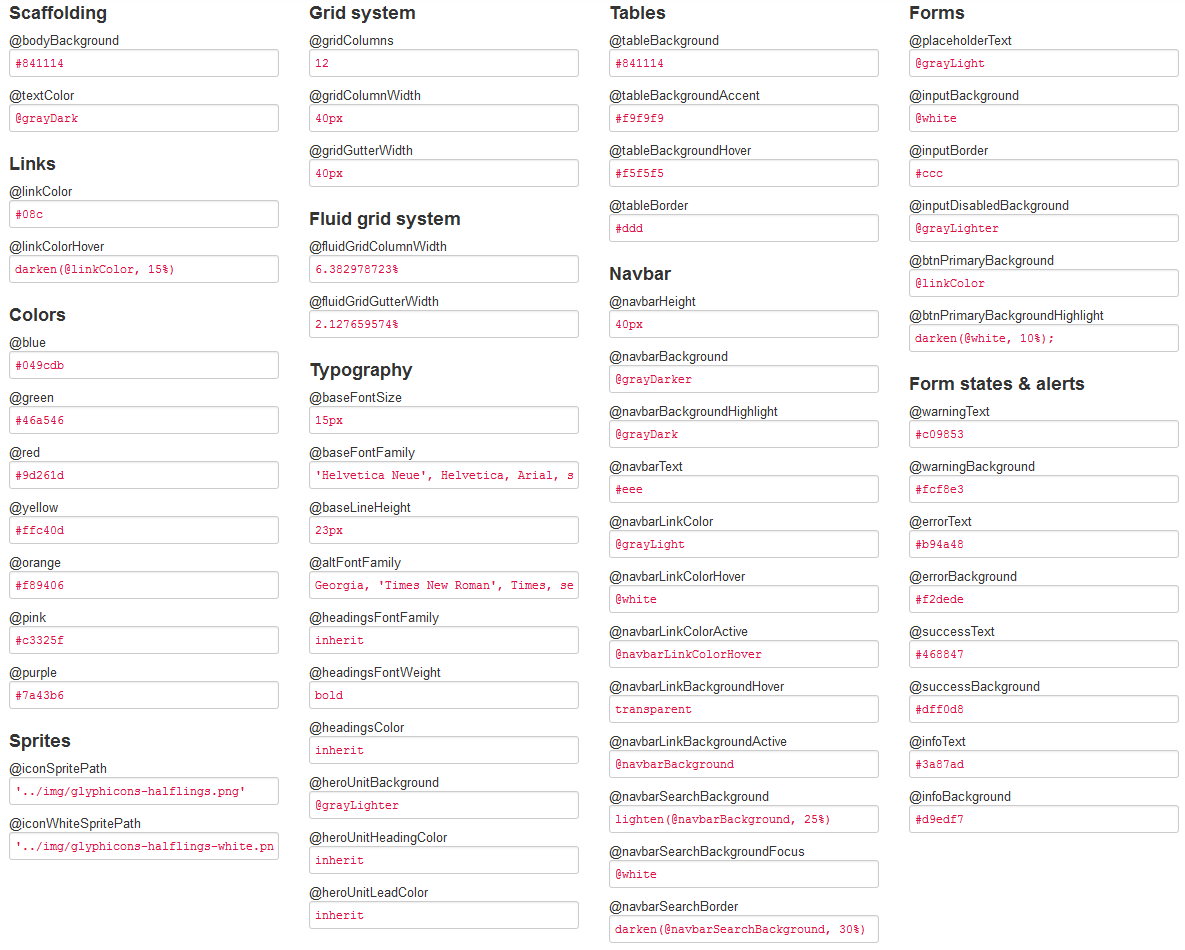 Scaffolding
@bodyBackground
#841114
@textColor
@grayDark
Links
@linkColor
#08c
@linkColorHover
darken(@linkColor, 15%)
Colors
@blue
#049cdb
@green
#46a546
@red
#9d261d
@yellow
#ffc40d
@orange
#f89406
@pink
#c3325f
@purple
#7a43b6
Sprites
@iconSpritePath
'../img/glyphicons-halflings.png'
@iconWhiteSpritePath
'../img/glyphicons-halflings-white.pn
Grid system
@gridColumns
12
@gridColumnWidth
40px
@gridGutterWidth
40px
Fluid grid system
@fluidGridColumnWidth
6.382978723%
@fluidGridGutterWidth
2.127659574%
Typography
@baseFontSize
15px
@baseFontFamily
'Helvetica Neue', Helvetica, Arial, s
@baseLineHeight
23px
@altFontFamily
Georgia, 'Times New Roman', Times, se
@headingsFontFamily
inherit
@headingsFontWeight
bold
@headingsColor
inherit
@heroUnitBackground
@grayLighter
@heroUnitHeadingColor
inherit
@heroUnitLeadColor
inherit
Tables
@tableBackground
#841114
@tableBackgroundAccent
#f9f9f9
@tableBackgroundHover
#f5f5f5
@tableBorder
#ddd
Navbar
@navbarHeight
40px
@navbarBackground
@grayDarker
@navbarBackgroundHighlight
@grayDark
@navbarText
#eee
@navbarLinkColor
@grayLight
@navbarLinkColorHover
@white
@navbarLinkColorActive
@navbarLinkColorHover
@navbarLinkBackgroundHover
transparent
@navbarLinkBackgroundActive
@navbarBackground
@navbarSearchBackground
lighten(@navbarBackground, 25%)
@navbarSearchBackgroundFocus
@white
@navbarSearchBorder
darken(@navbarSearchBackground, 30%)
Forms
@placeholderText
@grayLight
@inputBackground
@white
@inputBorder
#ccc
@inputDisabledBackground
@grayLighter
@btnPrimaryBackground
@linkColor
@btnPrimaryBackgroundHighlight
darken(@white, 10%);
Form states & alerts
@warningText
#c09853
@warningBackground
#fcf8e3
@errorText
#b94a48
@errorBackground
#f2dede
@successText
#468847
@successBackground
#dff0d8
@infoText
#3a87ad
@infoBackground
#d9edf7